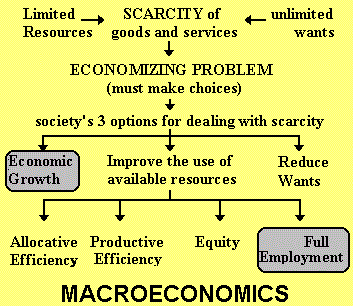 Limited SCARCITY of unlimited
Resources goods and services wants
ECONOMIZING PROBLEM
(must make choices)
society's 3 options for dealing with scarcity
Economic Growth
Improve the use of available resources
Reduce Wants
Allocative Efficiency
Productive Efficiency
Equity
Full Employment
MACROECONOMICS